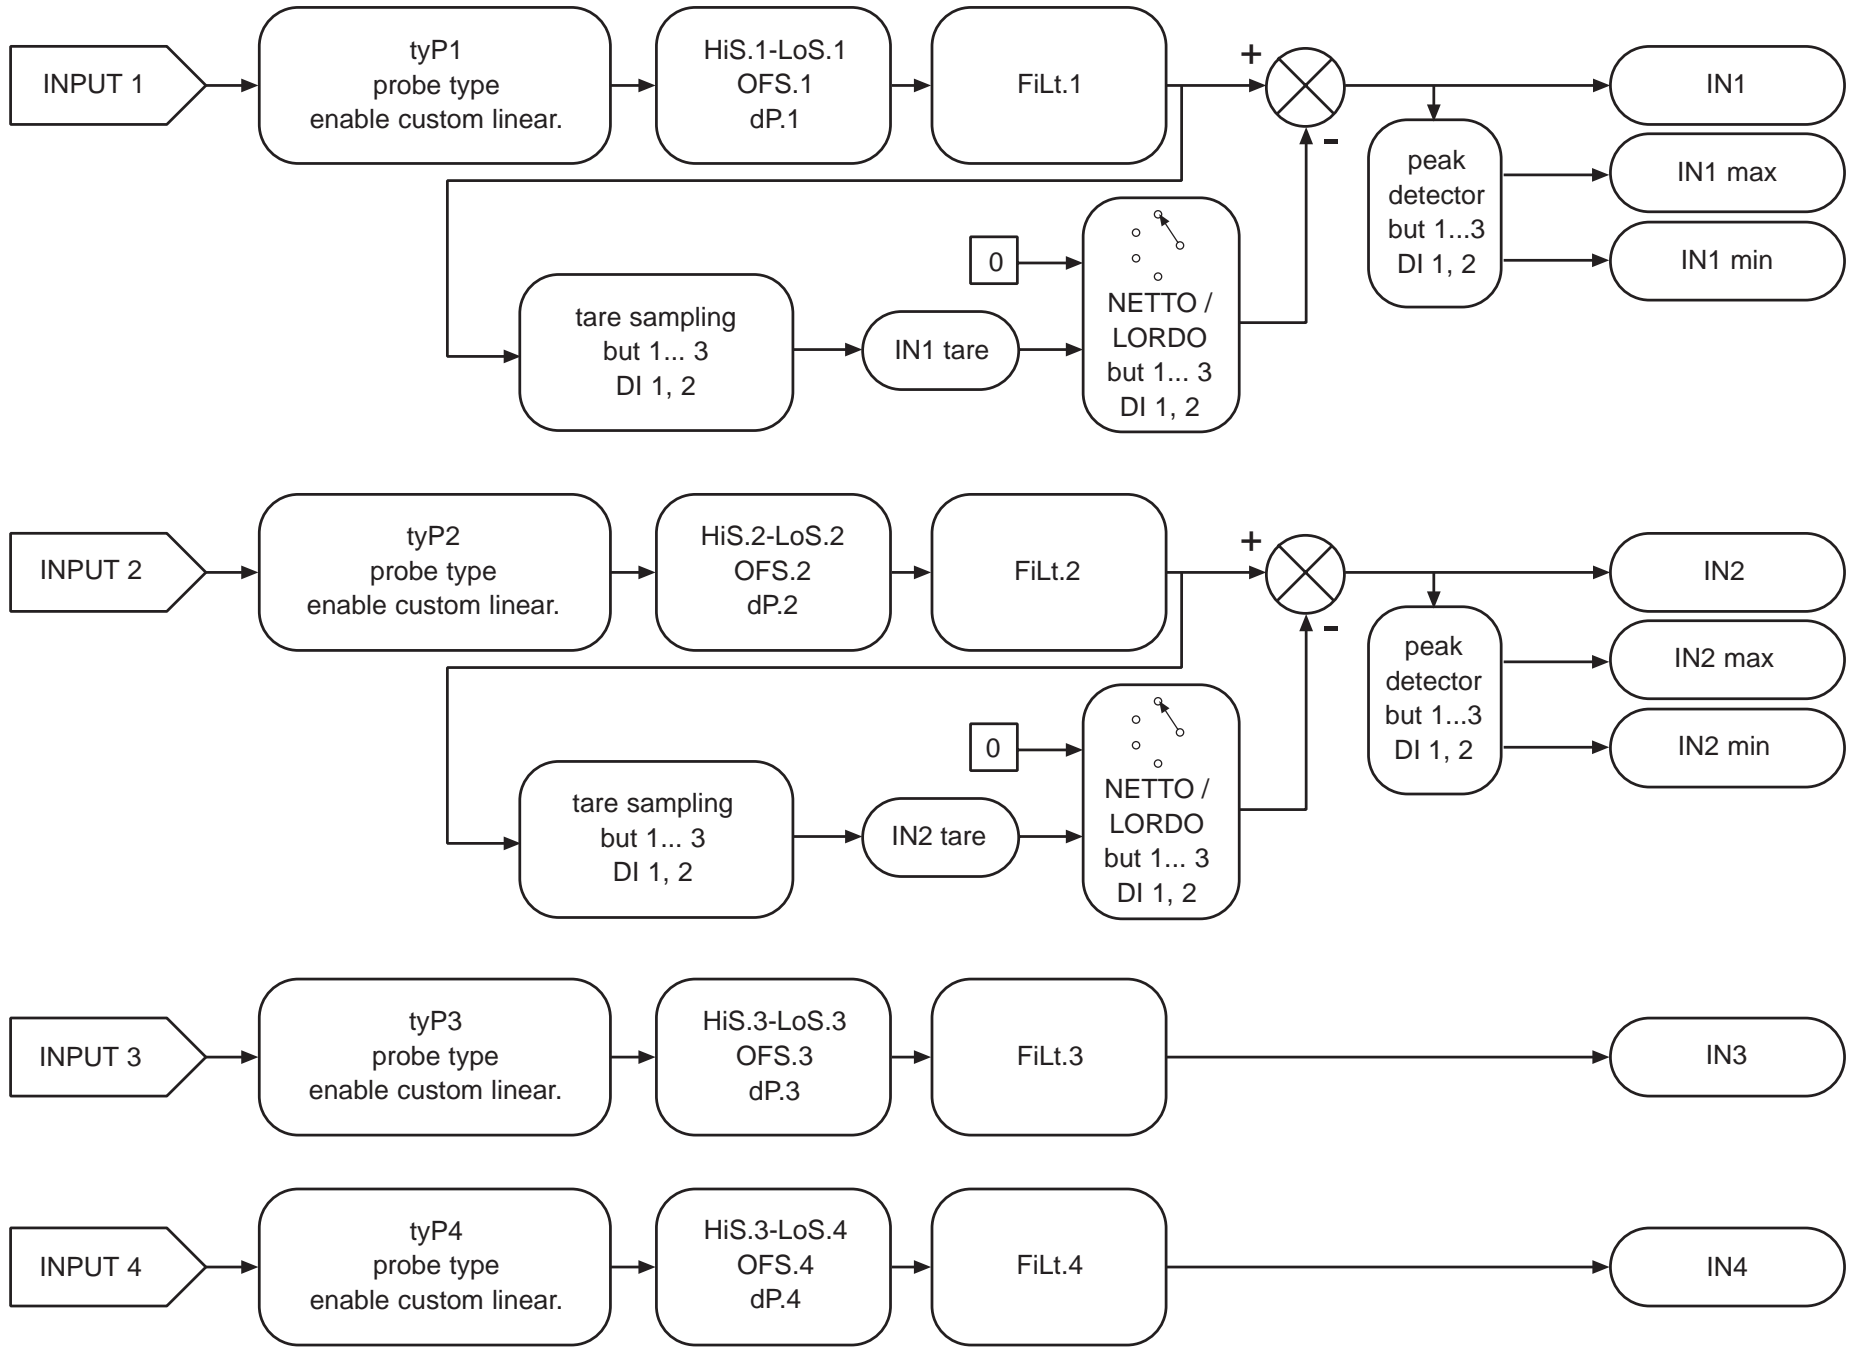 INPUT 1
tyP1
probe type
enable custom linear.
HiS.1-LoS.1
OFS.1
dP.1
FiLt.1
+
-
IN1
peak
detector
but 1...3
DI 1, 2
IN1 max
IN1 min
tare sampling
but 1... 3
DI 1, 2
IN1 tare
0
NETTO /
LORDO
but 1... 3
DI 1, 2
INPUT 2
tyP2
probe type
enable custom linear.
HiS.2-LoS.2
OFS.2
dP.2
FiLt.2
+
-
IN2
peak
detector
but 1...3
DI 1, 2
IN2 max
IN2 min
tare sampling
but 1... 3
DI 1, 2
IN2 tare
0
NETTO /
LORDO
but 1... 3
DI 1, 2
INPUT 3
tyP3
probe type
enable custom linear.
HiS.3-LoS.3
OFS.3
dP.3
FiLt.3
IN3
INPUT 4
tyP4
probe type
enable custom linear.
HiS.3-LoS.4
OFS.4
dP.4
FiLt.4
IN4